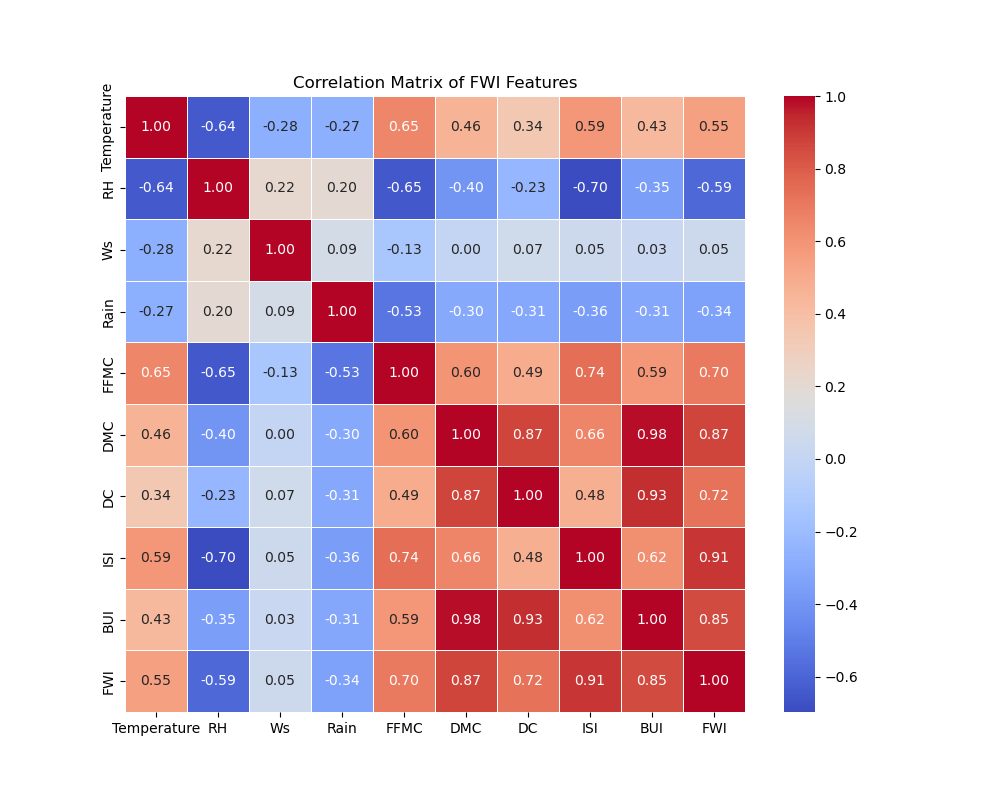 Correlation Matrix of FWI Features
Temperature 1.00 -0.64 -0.28 -0.27 0.65 0.46 0.34 0.59 0.43 0.55
RH -0.64 1.00 0.22 0.20 -0.65 -0.40 -0.23 -0.70 -0.35 -0.59
Ws -0.28 0.22 1.00 0.09 -0.13 0.00 0.07 0.05 0.03 0.05
Rain -0.27 0.20 0.09 1.00 -0.53 -0.30 -0.31 -0.36 -0.31 -0.34
FFMC 0.65 -0.65 -0.13 -0.53 1.00 0.60 0.49 0.74 0.59 0.70
DMC 0.46 -0.40 0.00 -0.30 0.60 1.00 0.87 0.66 0.98 0.87
DC 0.34 -0.23 0.07 -0.31 0.49 0.87 1.00 0.48 0.93 0.72
ISI 0.59 -0.70 0.05 -0.36 0.74 0.66 0.48 1.00 0.62 0.91
BUI 0.43 -0.35 0.03 -0.31 0.59 0.98 0.93 0.62 1.00 0.85
FWI 0.55 -0.59 0.05 -0.34 0.70 0.87 0.72 0.91 0.85 1.00
Temperature RH Ws Rain FFMC DMC DC ISI BUI FWI
1.0
0.8
0.6
0.4
0.2
0.0
−0.2
−0.4
−0.6